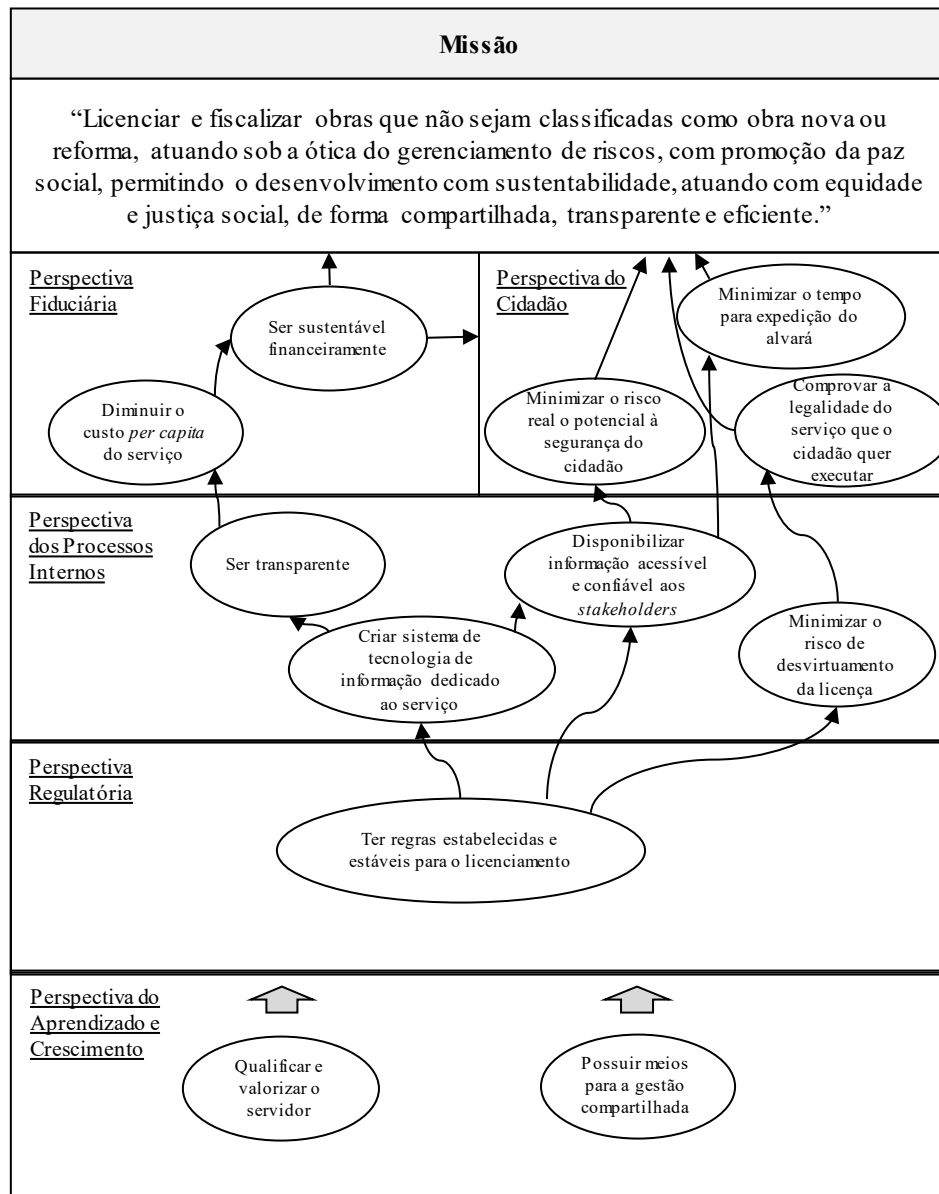 Missão
“Licenciar e fiscalizar obras que não sejam classificadas como obra nova ou
reforma, atuando sob a ótica do gerenciamento de riscos, com promoção da paz
social, permitindo o desenvolvimento com sustentabilidade, atuando com equidade
e justiça social, de forma compartilhada, transparente e eficiente.”
Perspectiva
Fiduciária
Ser sustentável
financeiramente
Diminuir o
custo per capita
do serviço
Perspectiva do
Cidadão
Minimizar o tempo
para expedição do
alvará
Minimizar o risco
real o potencial à
segurança do
cidadão
Comprovar a
legalidade do
serviço que o
cidadão quer
executar
Perspectiva
dos Processos
Internos
Ser transparente
Disponibilizar
informação acessível
e confiável aos
stakeholders
Criar sistema de
tecnologia de
informação dedicado
ao serviço
Minimizar o
risco de
desvirtuamento
da licença
Perspectiva
Regulatória
Ter regras estabelecidas e
estáveis para o licenciamento
Perspectiva do
Aprendizado e
Crescimento
Qualificar e
valorizar o
servidor
Possuir meios
para a gestão
compartilhada